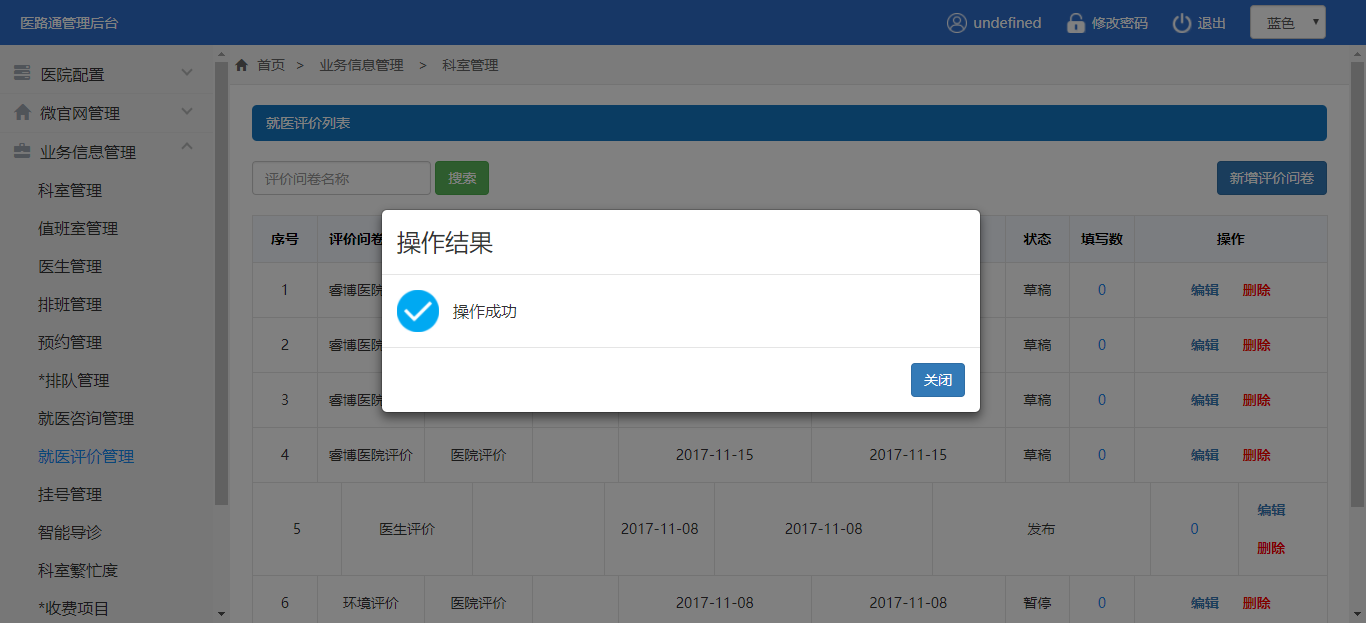 医路通管理后台
undefined
修改密码
退出
蓝色
医院配置
微官网管理
业务信息管理
科室管理
值班室管理
医生管理
排班管理
预约管理
*排队管理
就医咨询管理
就医评价管理
挂号管理
智能导诊
科室繁忙度
*收费项目
首页 > 业务信息管理 > 科室管理
就医评价列表
评价问卷名称
搜索
新增评价问卷
序号 评价问卷 状态 填写数 操作
1 睿博医院 草稿 0 编辑 删除
2 睿博医院 草稿 0 编辑 删除
3 睿博医院 草稿 0 编辑 删除
4 睿博医院评价 医院评价 2017-11-15 2017-11-15 草稿 0 编辑 删除
5 医生评价 2017-11-08 2017-11-08 发布 0 编辑
删除
6 环境评价 医院评价 2017-11-08 2017-11-08 暂停 0 编辑 删除
操作结果
操作成功
关闭